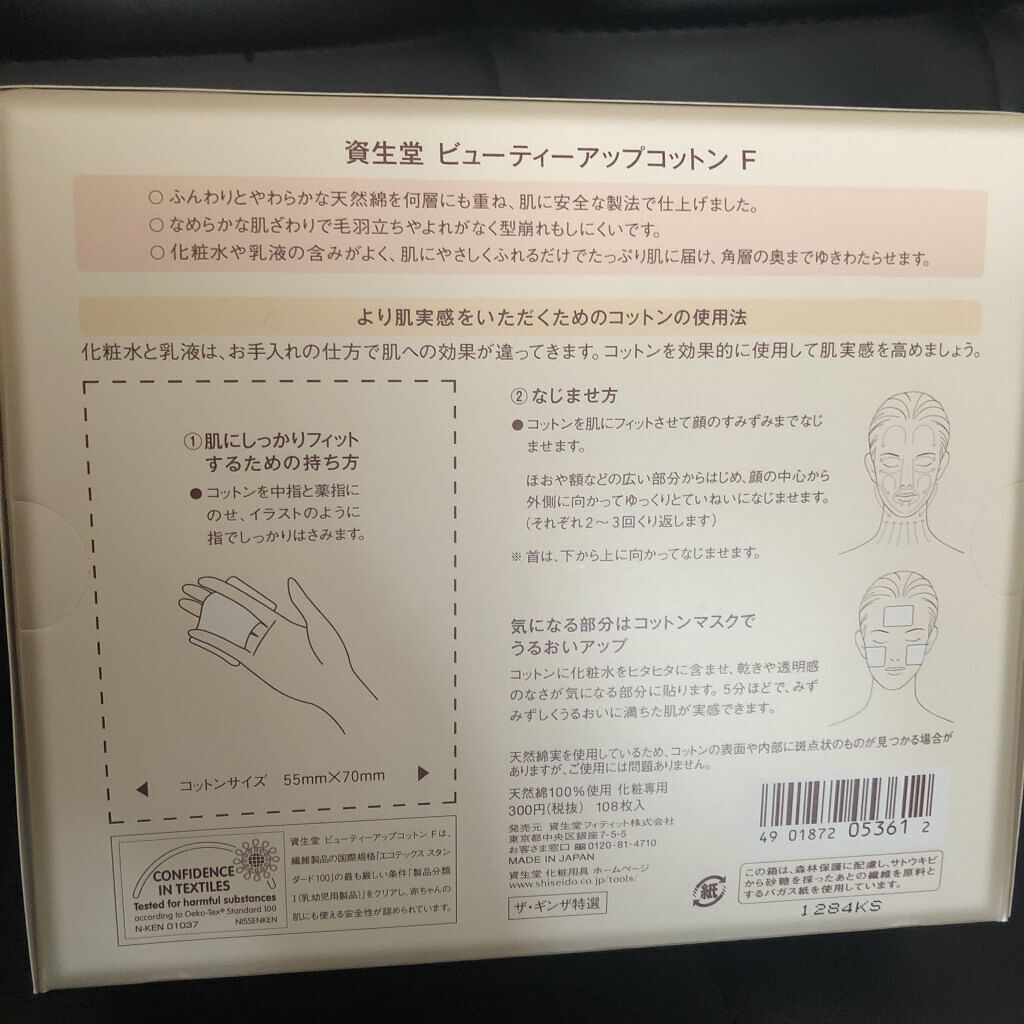 資生堂 ビューティーアップコットン F
○ ふんわりとやわらかな天然綿を何層にも重ね、肌に安全な製法で仕上げました。
○ なめらかな肌ざわりで毛羽立ちやよれがなく型崩れもしにくいです。
○ 化粧水や乳液の含みがよく、肌にやさしくふれるだけでたっぷり肌に届け、角層の奥までゆきわたらせます。
より肌実感をいただくためのコットンの使用法
化粧水と乳液は、お手入れの仕方で肌への効果が違ってきます。コットンを効果的に使用して肌実感を高めましょう。
①肌にしっかりフィット
するための持ち方
●コットンを中指と薬指に
のせ、イラストのように
指でしっかりはさみます。
コットンサイズ 55mm×70mm
② なじませ方
● コットンを肌にフィットさせて顔のすみずみまでなじ
ませます。
ほおや額などの広い部分からはじめ、顔の中心から
外側に向かってゆっくりとていねいになじませます。
(それぞれ2〜3回くり返します)
※ 首は、下から上に向かってなじませます。
気になる部分はコットンマスクで
うるおいアップ
コットンに化粧水をヒタヒタに含ませ、乾きや透明感
のなさが気になる部分に貼ります。5分ほどで、みず
みずしくうるおいに満ちた肌が実感できます。
天然綿実を使用しているため、コットンの表面や内部に斑点状のものが見つかる場合が
ありますが、ご使用には問題ありません。
天然綿100%使用 化粧専用
300円(税抜) 108枚入
発売元 資生堂フィティット株式会社
東京都中央区銀座7-5-5
お客さま窓口 0120-81-4710
MADE IN JAPAN
資生堂 化粧用具 ホームページ
www.shiseido.co.jp/tools/
ザ・ギンザ特選
4901872 053612
紙
この箱は、森林保護に配慮し、サトウキビ
から砂糖を採ったあとの繊維を原料と
するバガス紙を使用しています。
1284KS
CONFIDENCE
IN TEXTILES
Tested for harmful substances
according to Oeko-Tex® Standard 100
N-KEN 01037 NISSENKEN
資生堂 ビューティーアップコットン Fは、
繊維製品の国際規格「エコテックス スタン
ダード100」の最も厳しい条件「製品分類
I(乳幼児用製品)」をクリアし、赤ちゃんの
肌にも使える安全性が認められています。